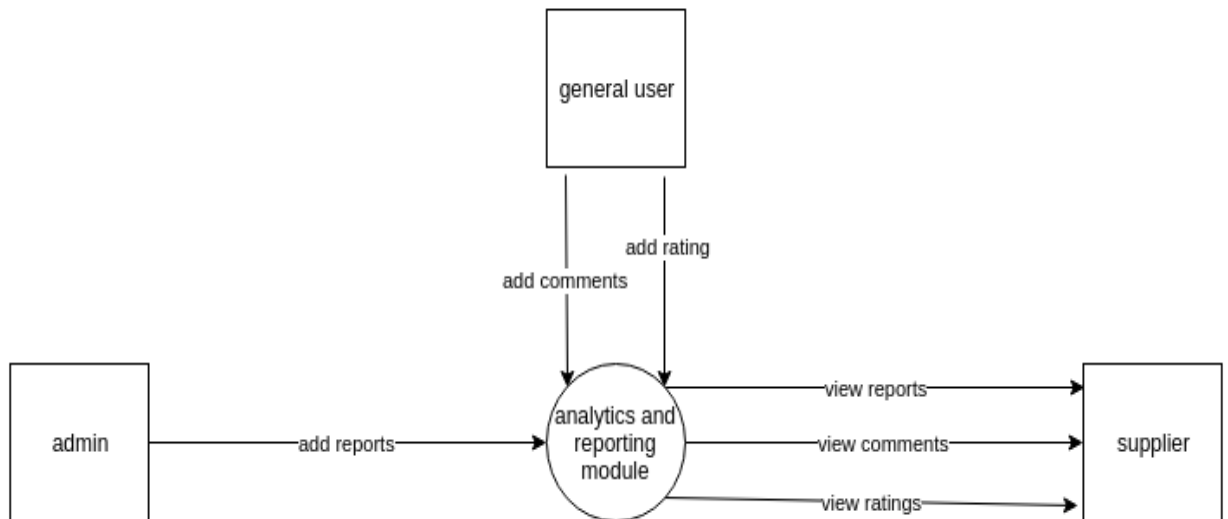 general user
add rating
add comments
view reports
analytics and
reporting
module
admin
add reports
view comments
supplier
view ratings